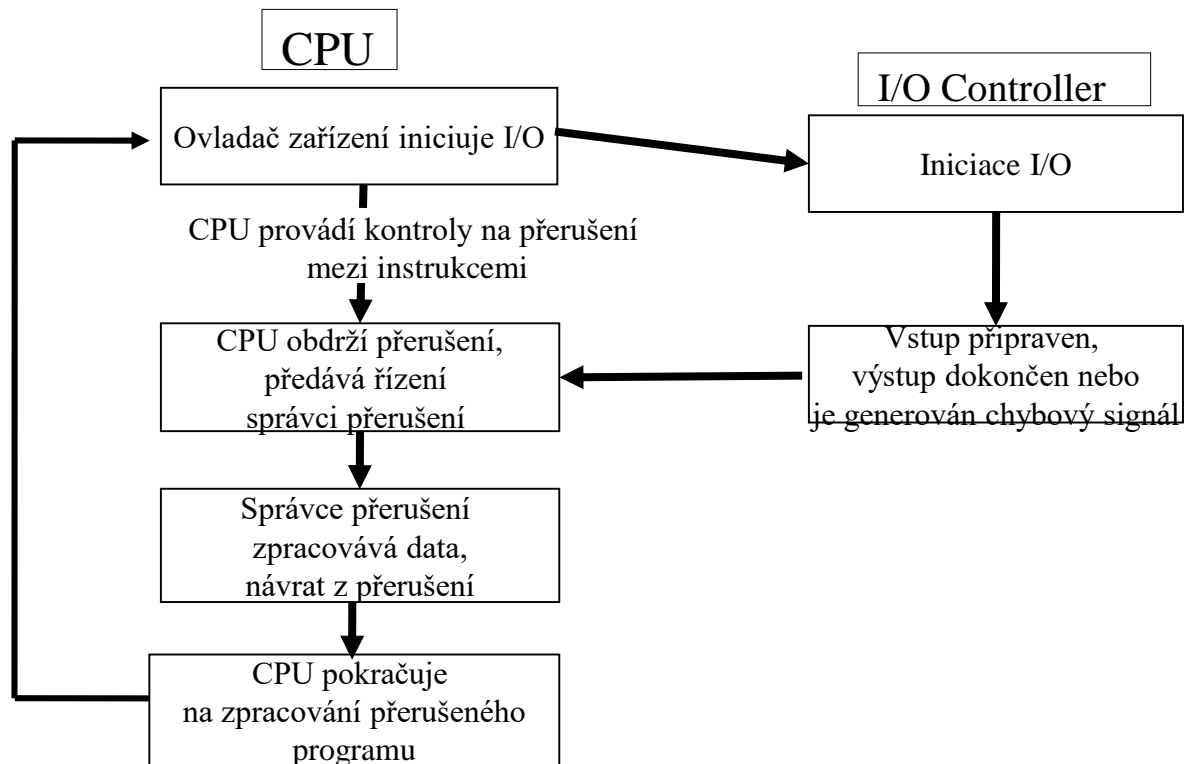 CPU
I/O Controller
Ovladač zařízení iniciuje I/O
Iniciace I/O
CPU provádí kontroly na přerušení
mezi instrukcemi
CPU obdrží přerušení,
předává řízení
správci přerušení
Vstup připraven,
výstup dokončen nebo
je generován chybový signál
Správce přerušení
zpracovává data,
návrat z přerušení
CPU pokračuje
na zpracování přerušeného
programu